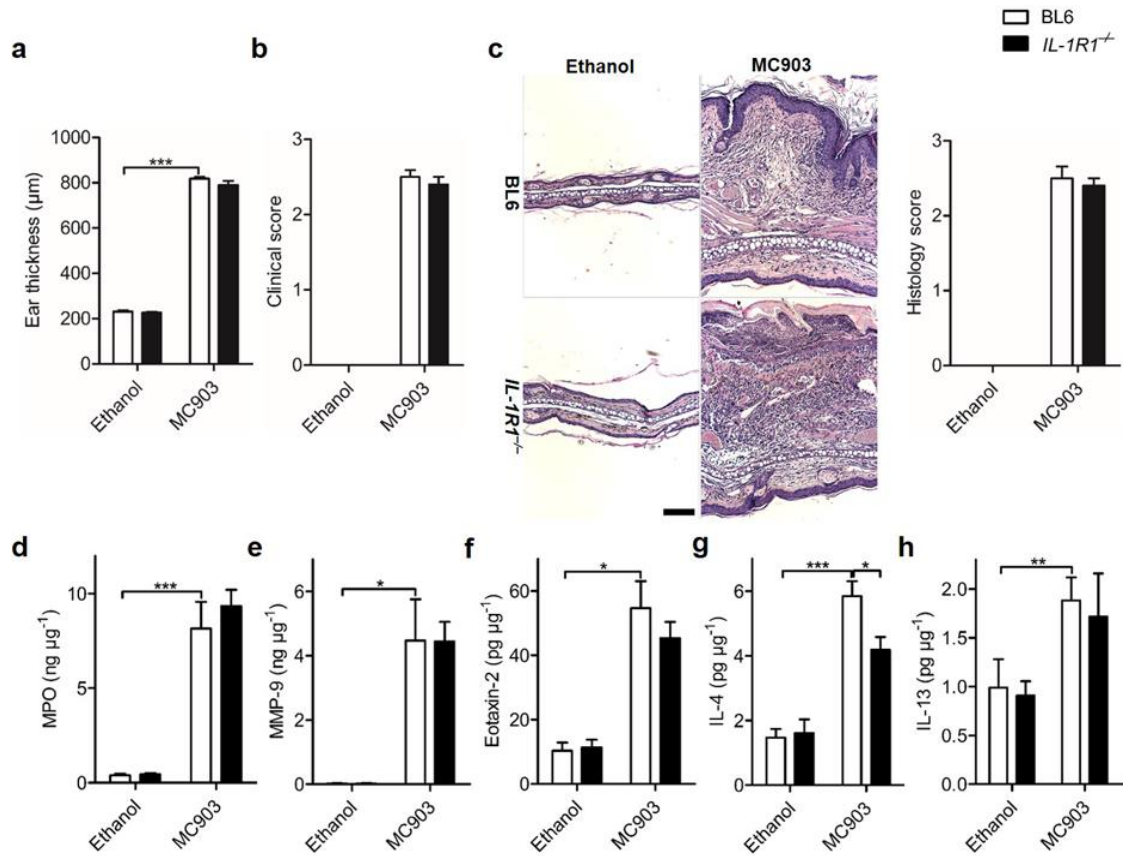 BL6
IL-1R1-/-
a
b
c
Ethanol
MC903
Ear thickness (µm)
1000
800
600
400
200
0
***
Ethanol
MC903
Clinical score
3
2
1
0
Ethanol
MC903
BL6
IL-1R1-/-
Histology score
3
2
1
0
Ethanol
MC903
d
e
f
g
h
MPO (ng µg-1)
10
5
0
***
Ethanol
MC903
MMP-9 (ng µg-1)
6
4
2
0
*
Ethanol
MC903
Eotaxin-2 (pg µg-1)
60
40
20
0
*
Ethanol
MC903
IL-4 (pg µg-1)
6
4
2
0
***
*
Ethanol
MC903
IL-13 (pg µg-1)
2.0
1.5
1.0
0.5
0.0
**
Ethanol
MC903